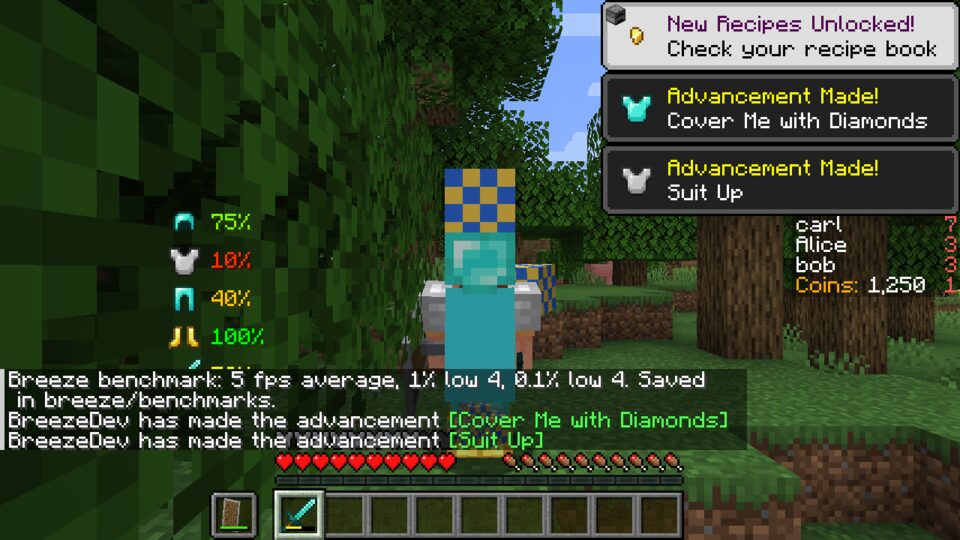 New Recipes Unlocked!
Check your recipe book
Advancement Made!
Cover Me with Diamonds
Advancement Made!
Suit Up
carl 7
Alice 3
bob 3
Coins: 1,250 1
75%
10%
40%
100%
Breeze benchmark: 5 fps average, 1% low 4, 0.1% low 4. Saved
in breeze/benchmarks.
BreezeDev has made the advancement [Cover Me with Diamonds]
BreezeDev has made the advancement [Suit Up]